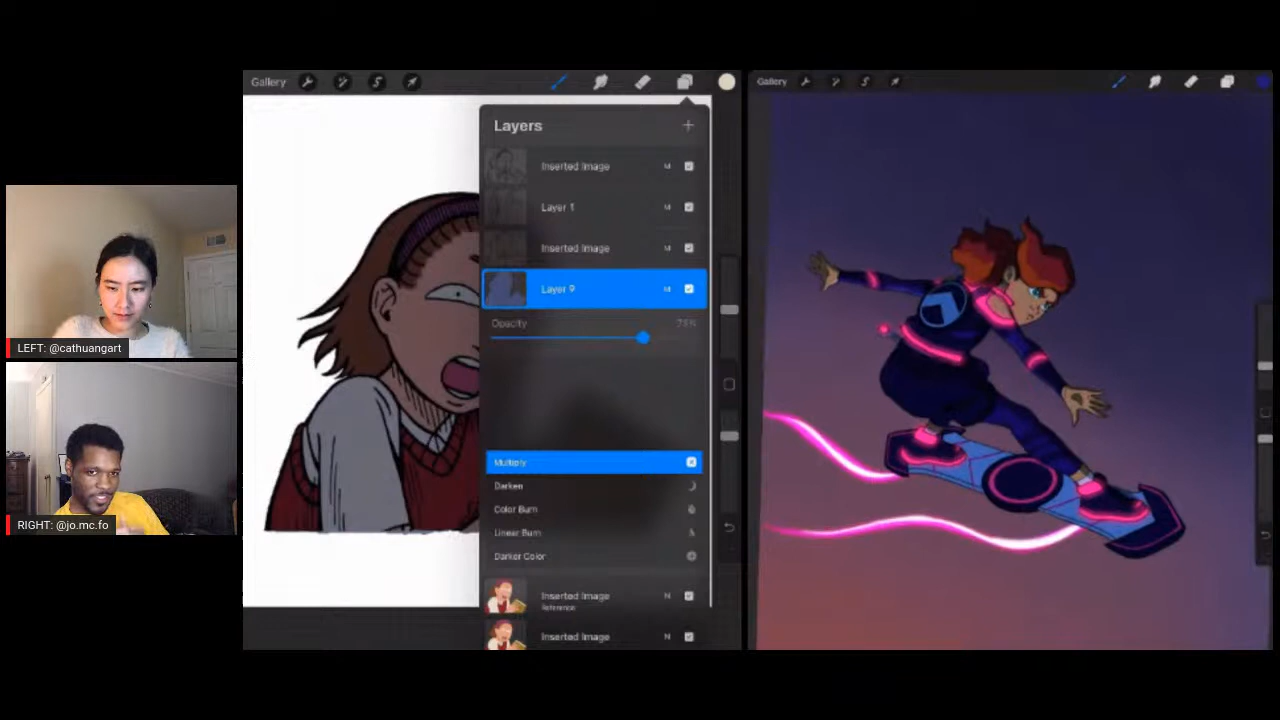 Gallery
Layers
Inserted Image M
Layer 1 M
Inserted Image M
Layer 9 M
Opacity 75%
Multiply
Darken
Color Burn
Linear Burn
Darker Color
Inserted Image N
Reference
Inserted Image N
Gallery
LEFT: @cathuangart
RIGHT: @jo.mc.fo